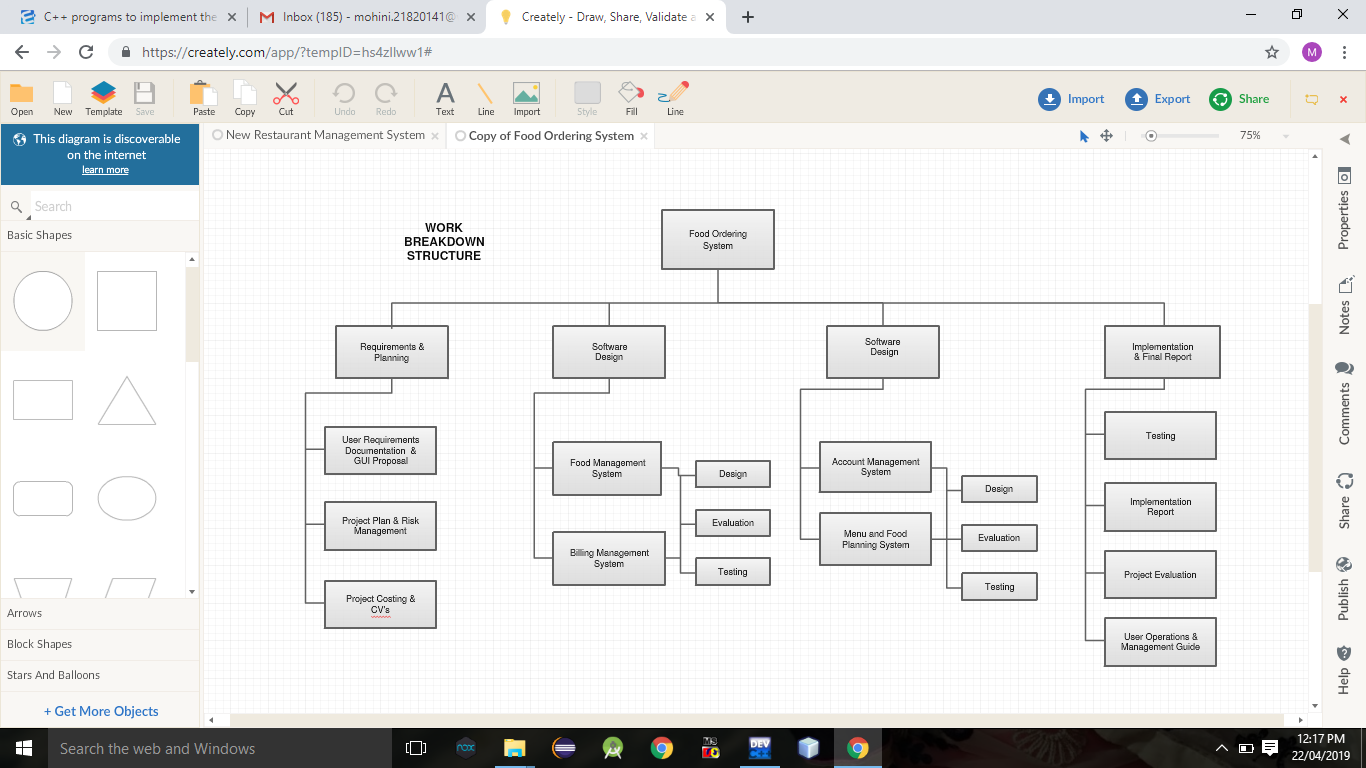 C++ programs to implement the
Inbox (185) - mohini.21820141@
Creately - Draw, Share, Validate a
https://creately.com/app/?tempID=hs4zllww1#
M
Open
New
Template
Save
Paste
Copy
Cut
Undo
Redo
Text
Line
Import
Style
Fill
Line
Import
Export
Share
This diagram is discoverable
on the internet
learn more
New Restaurant Management System
Copy of Food Ordering System
75%
Search
Basic Shapes
Arrows
Block Shapes
Stars And Balloons
+ Get More Objects
WORK
BREAKDOWN
STRUCTURE
Food Ordering
System
Requirements &
Planning
Software
Design
Software
Design
Implementation
& Final Report
User Requirements
Documentation &
GUI Proposal
Project Plan & Risk
Management
Project Costing &
CV's
Food Management
System
Billing Management
System
Design
Evaluation
Testing
Account Management
System
Menu and Food
Planning System
Design
Evaluation
Testing
Testing
Implementation
Report
Project Evaluation
User Operations &
Management Guide
Properties
Notes
Comments
Share
Publish
Help
Search the web and Windows
nox
DEV
12:17 PM
22/04/2019